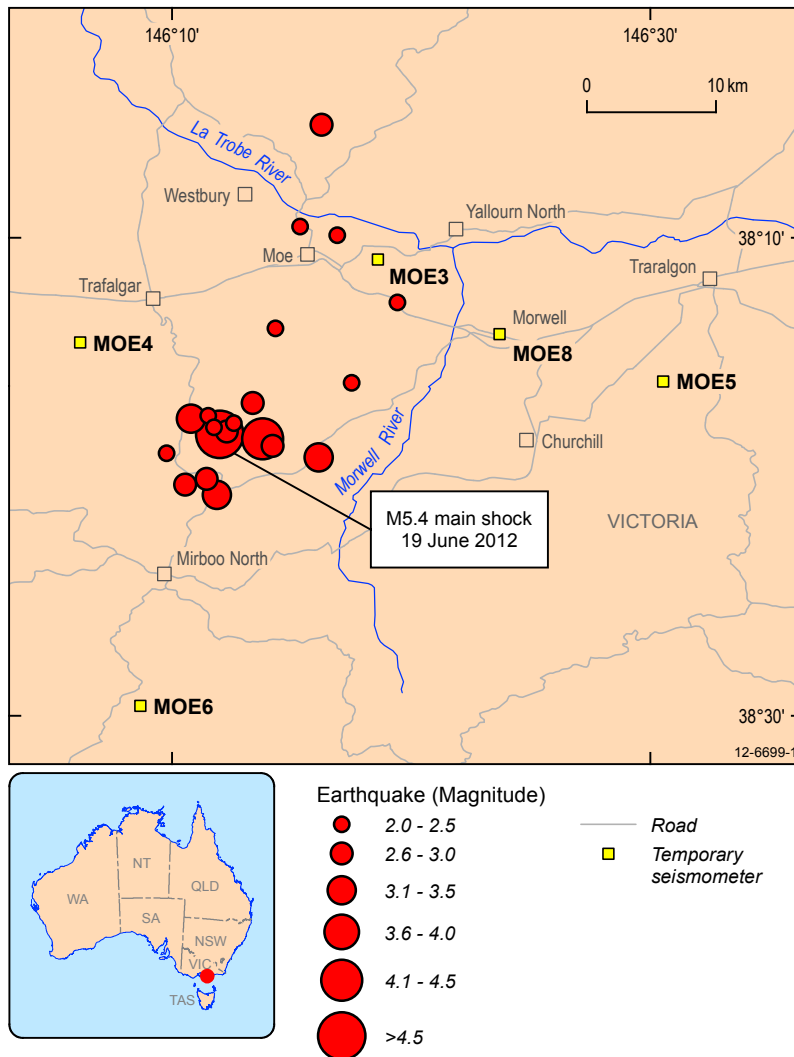 146°10'
146°30'
0 10 km
La Trobe River
Westbury
Yallourn North
38°10'
Moe
MOE3
Traralgon
Trafalgar
Morwell
MOE4
MOE8
MOE5
Morwell River
Churchill
M5.4 main shock
19 June 2012
VICTORIA
Mirboo North
MOE6
38°30'
12-6699-1
WA
NT
QLD
SA
NSW
VIC
TAS
Earthquake (Magnitude)
2.0 - 2.5
2.6 - 3.0
3.1 - 3.5
3.6 - 4.0
4.1 - 4.5
>4.5
Road
Temporary
seismometer